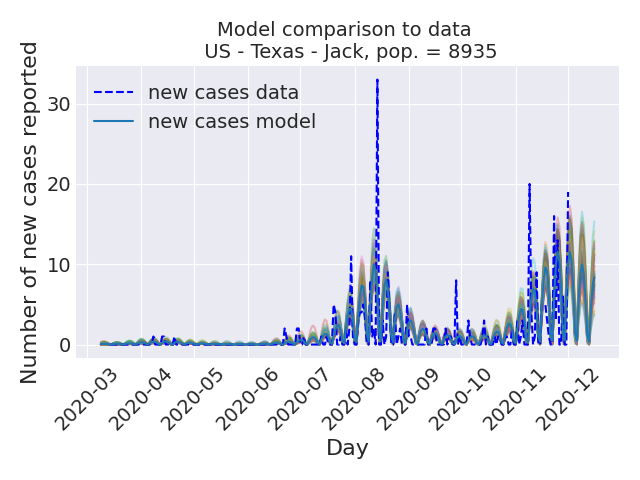 Model comparison to data
US - Texas - Jack, pop. = 8935
Number of new cases reported
30
20
10
0
new cases data
new cases model
2020-03
2020-04
2020-05
2020-06
2020-07
2020-08
2020-09
2020-10
2020-11
2020-12
Day